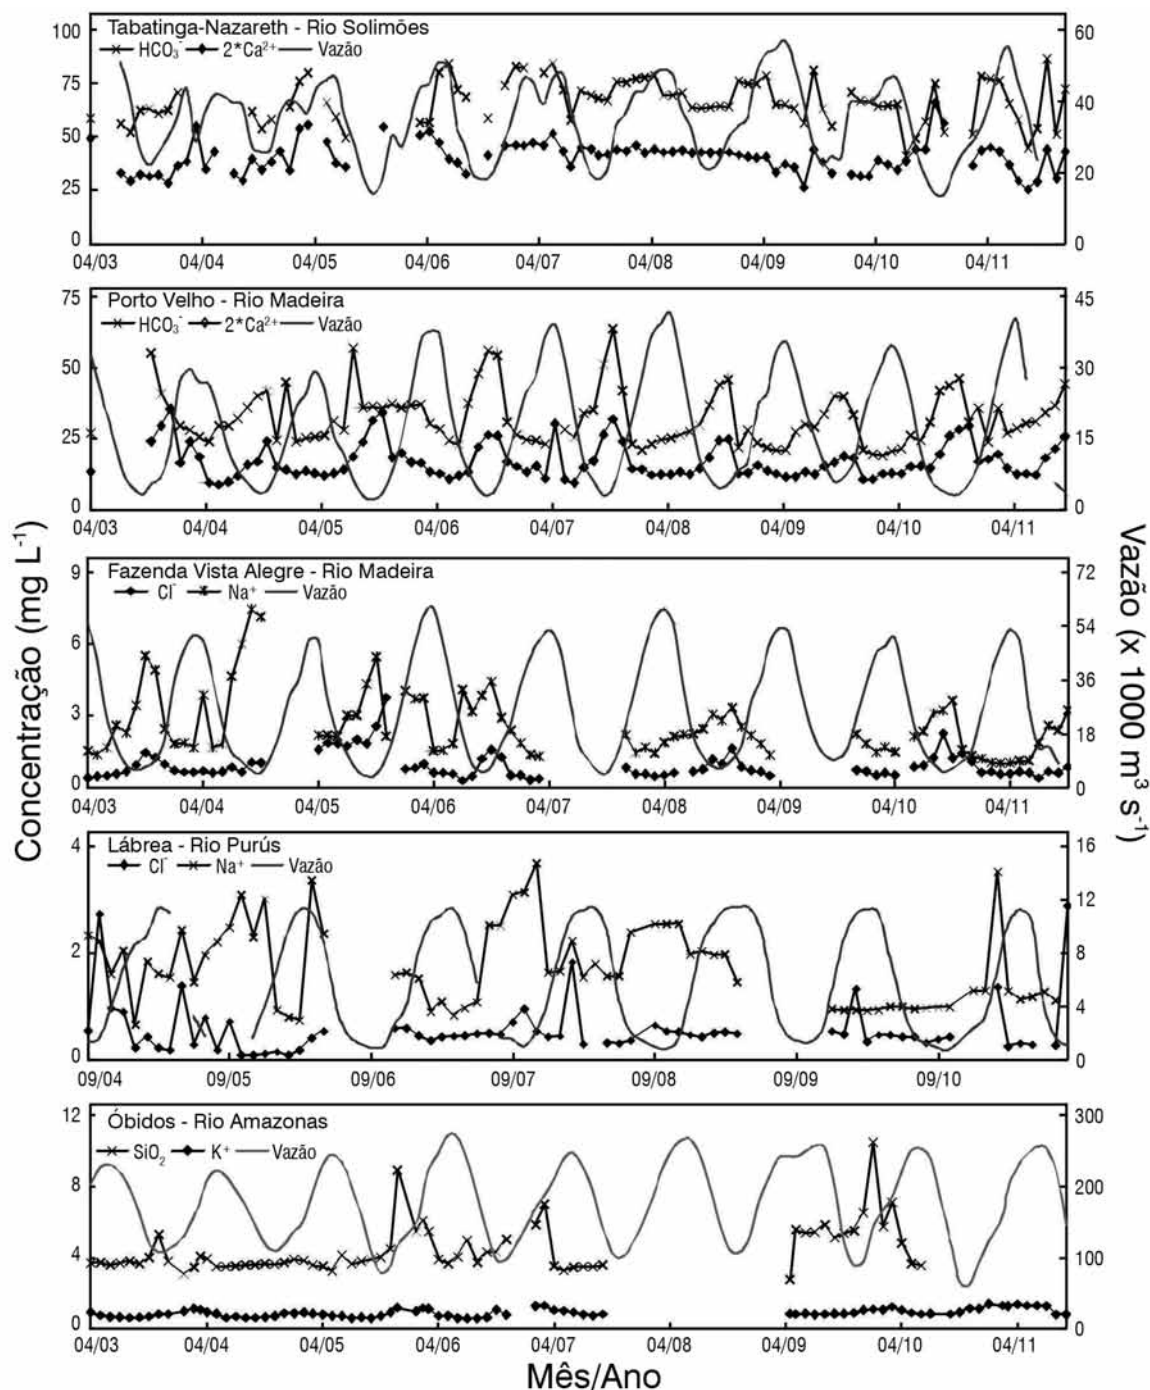 Tabatinga-Nazareth - Rio Solimões
HCO₃⁻ 2*Ca²⁺ Vazão
100 75 50 25 0
60 40 20 0
04/03 04/04 04/05 04/06 04/07 04/08 04/09 04/10 04/11
Porto Velho - Rio Madeira
HCO₃⁻ 2*Ca²⁺ Vazão
75 50 25 0
45 30 15 0
04/03 04/04 04/05 04/06 04/07 04/08 04/09 04/10 04/11
Fazenda Vista Alegre - Rio Madeira
Cl⁻ Na⁺ Vazão
9 6 3 0
72 54 36 18 0
04/03 04/04 04/05 04/06 04/07 04/08 04/09 04/10 04/11
Lábrea - Rio Purús
Cl⁻ Na⁺ Vazão
4 2 0
16 12 8 4 0
09/04 09/05 09/06 09/07 09/08 09/09 09/10
Óbidos - Rio Amazonas
SiO₂ K⁺ Vazão
12 8 4 0
300 200 100 0
04/03 04/04 04/05 04/06 04/07 04/08 04/09 04/10 04/11
Concentração (mg L⁻¹)
Vazão (x 1000 m³ s⁻¹)
Mês/Ano